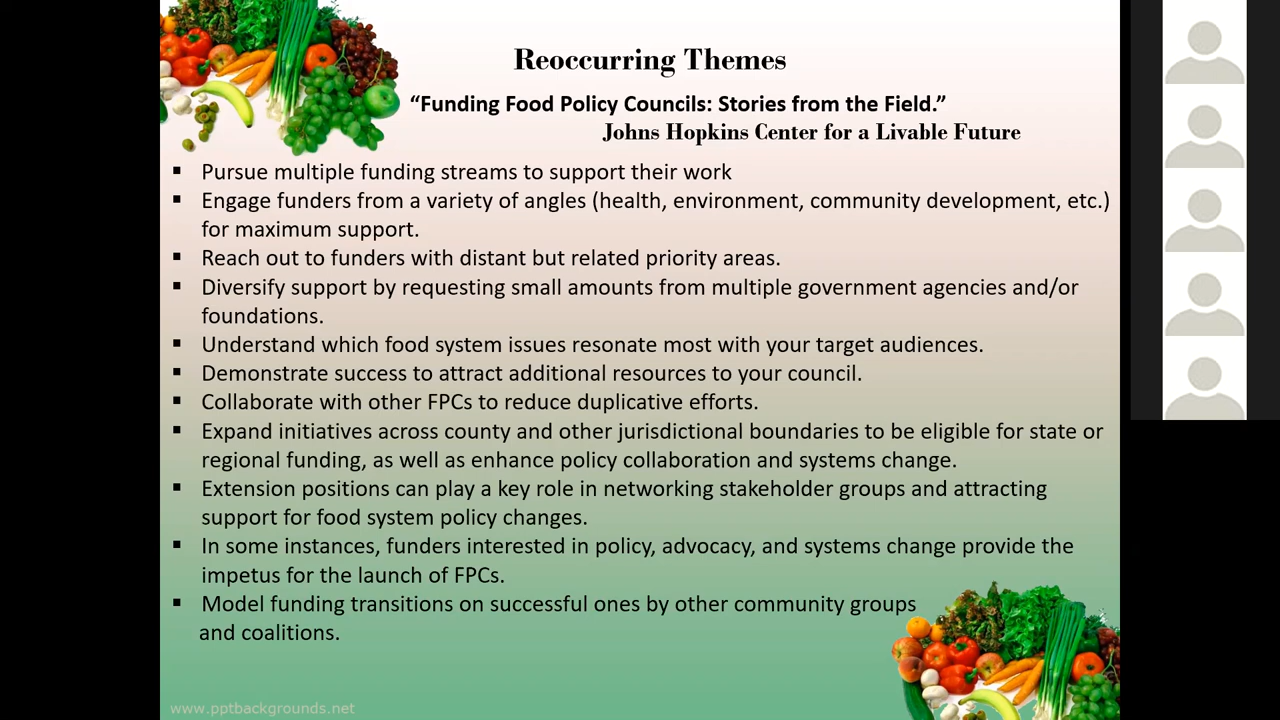 Reoccurring Themes
“Funding Food Policy Councils: Stories from the Field.”
Johns Hopkins Center for a Livable Future
▪ Pursue multiple funding streams to support their work
▪ Engage funders from a variety of angles (health, environment, community development, etc.)
for maximum support.
▪ Reach out to funders with distant but related priority areas.
▪ Diversify support by requesting small amounts from multiple government agencies and/or
foundations.
▪ Understand which food system issues resonate most with your target audiences.
▪ Demonstrate success to attract additional resources to your council.
▪ Collaborate with other FPCs to reduce duplicative efforts.
▪ Expand initiatives across county and other jurisdictional boundaries to be eligible for state or
regional funding, as well as enhance policy collaboration and systems change.
▪ Extension positions can play a key role in networking stakeholder groups and attracting
support for food system policy changes.
▪ In some instances, funders interested in policy, advocacy, and systems change provide the
impetus for the launch of FPCs.
▪ Model funding transitions on successful ones by other community groups
and coalitions.
www.pptbackgrounds.net